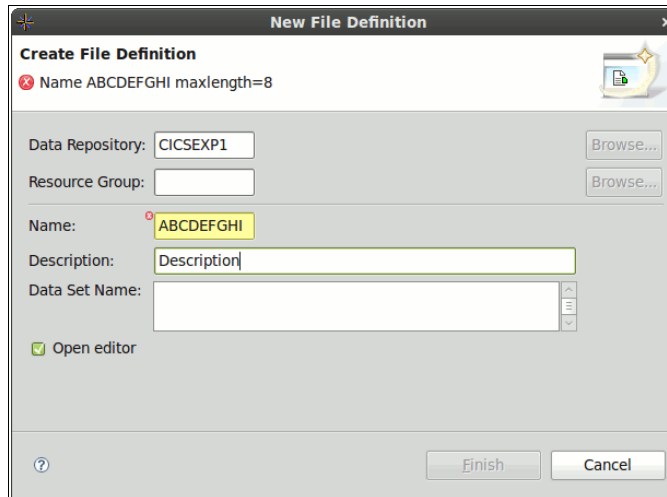 New File Definition
Create File Definition
Name ABCDEFGHI maxlength=8
Data Repository: CICSEXP1 Browse...
Resource Group: Browse...
Name: ABCDEFGHI
Description: Description
Data Set Name:
Open editor
Finish Cancel